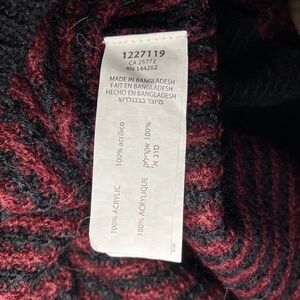 1227119
CA 25772
RN 144262
MADE IN BANGLADESH
FAIT EN BANGLADESH
HECHO EN BANGLADESH
מיוצר בבנגלדש
100% ACRYLIC
100% acrilico
100% ACRYLIQUE
100% אקריליק
סוג א'